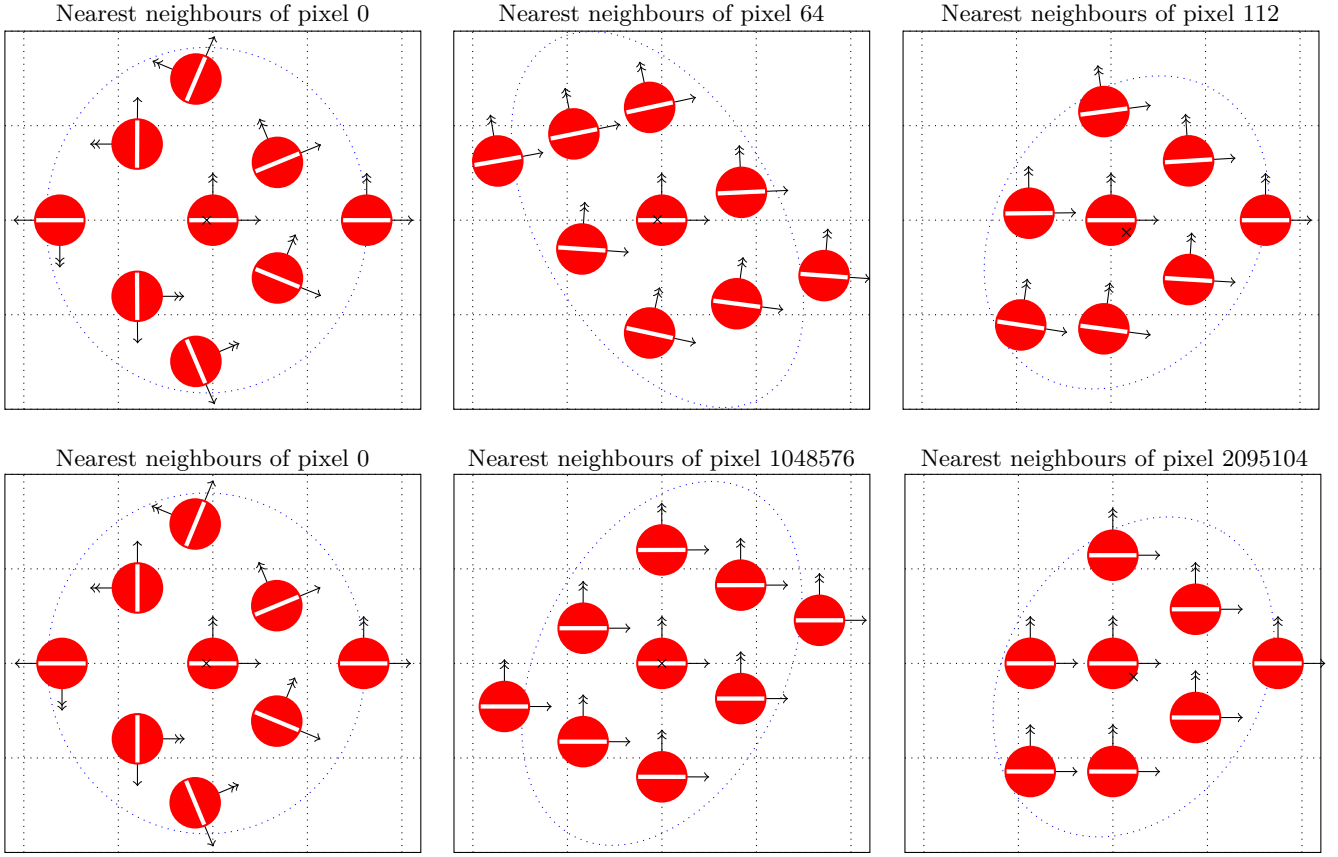 Nearest neighbours of pixel 0
Nearest neighbours of pixel 64
Nearest neighbours of pixel 112
Nearest neighbours of pixel 0
Nearest neighbours of pixel 1048576
Nearest neighbours of pixel 2095104